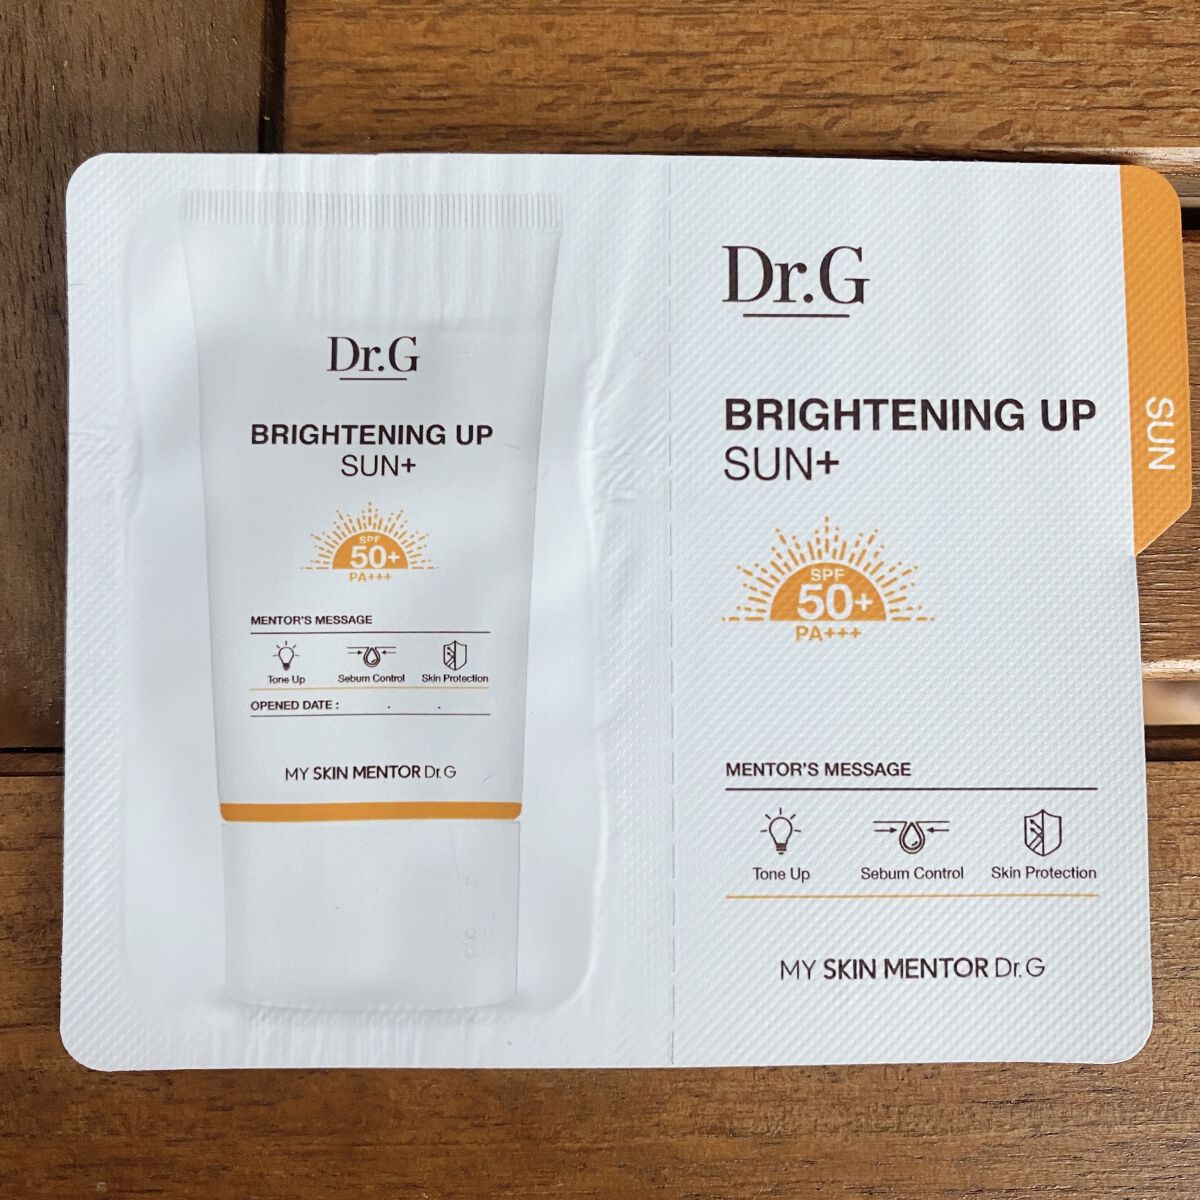 Dr.G
BRIGHTENING UP
SUN+
SPF
50+
PA+++
MENTOR'S MESSAGE
Tone Up
Sebum Control
Skin Protection
OPENED DATE : . .
MY SKIN MENTOR Dr.G
Dr.G
BRIGHTENING UP
SUN+
SPF
50+
PA+++
MENTOR'S MESSAGE
Tone Up
Sebum Control
Skin Protection
MY SKIN MENTOR Dr.G
SUN